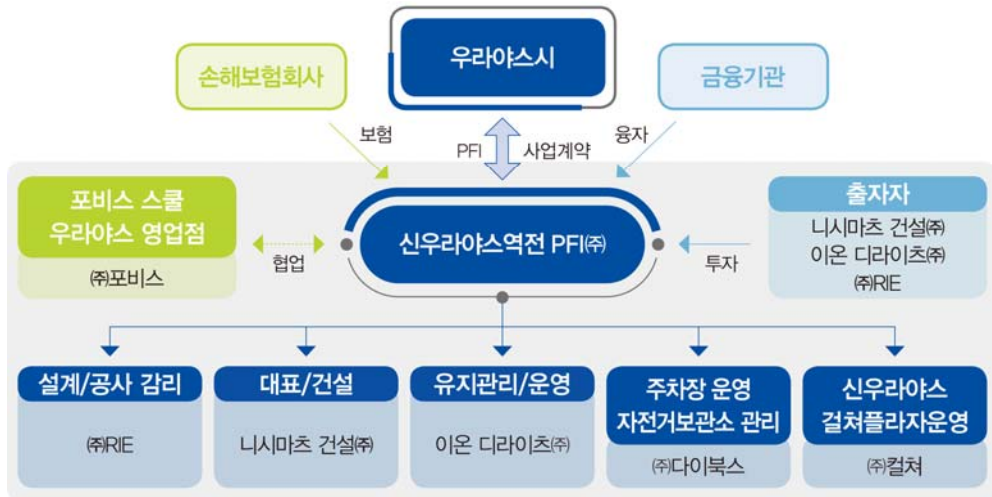 우라야스시
손해보험회사
금융기관
보험
PFI
사업계약
융자
포비스 스쿨
우라야스 영업점
㈜포비스
협업
신우라야스역전 PFI㈜
투자
출자자
니시마츠 건설㈜
이온 디라이츠㈜
㈜RIE
설계/공사 감리
㈜RIE
대표/건설
니시마츠 건설㈜
유지관리/운영
이온 디라이츠㈜
주차장 운영
자전거보관소 관리
㈜다이북스
신우라야스
걸쳐플라자운영
㈜컬쳐